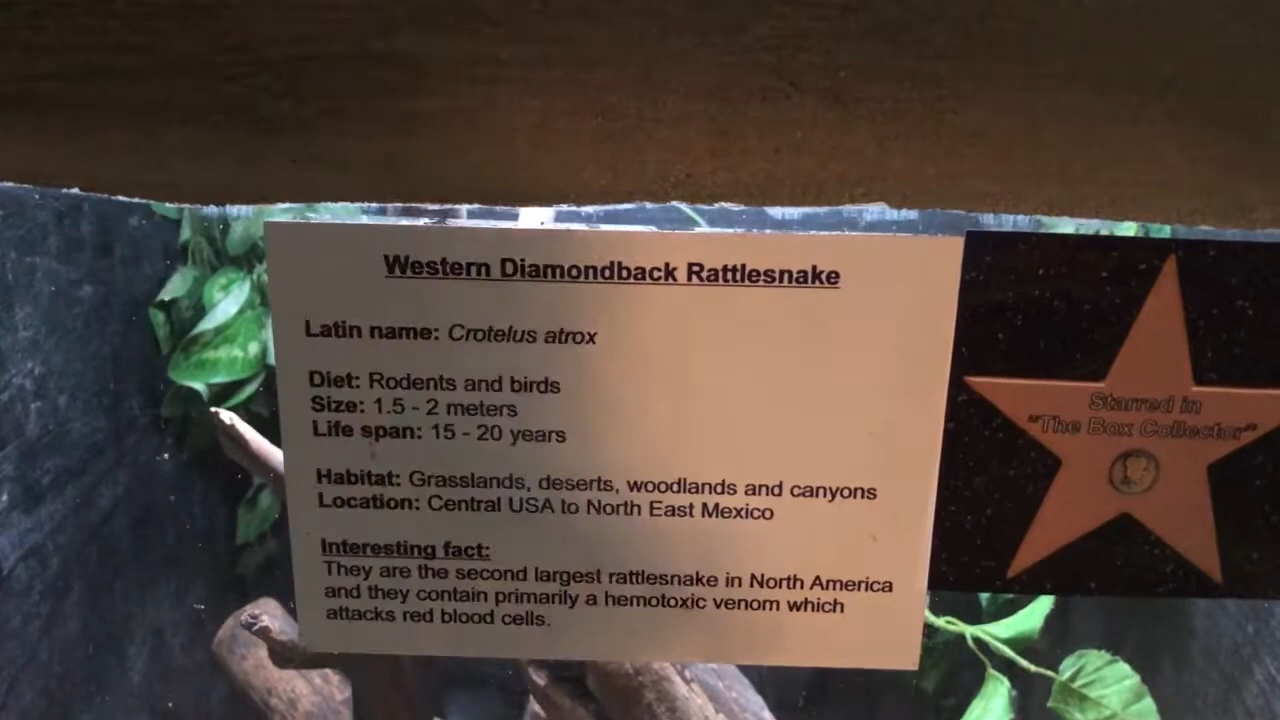 Western Diamondback Rattlesnake
Latin name: Crotelus atrox
Diet: Rodents and birds
Size: 1.5 - 2 meters
Life span: 15 - 20 years
Habitat: Grasslands, deserts, woodlands and canyons
Location: Central USA to North East Mexico
Interesting fact:
They are the second largest rattlesnake in North America
and they contain primarily a hemotoxic venom which
attacks red blood cells.
Starred in
"The Box Collector"